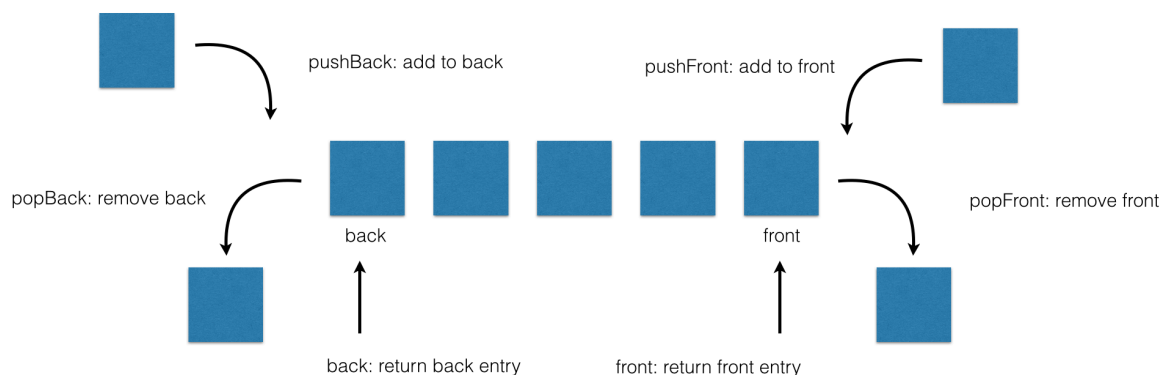 pushBack: add to back
pushFront: add to front
popBack: remove back
popFront: remove front
back
front
back: return back entry
front: return front entry